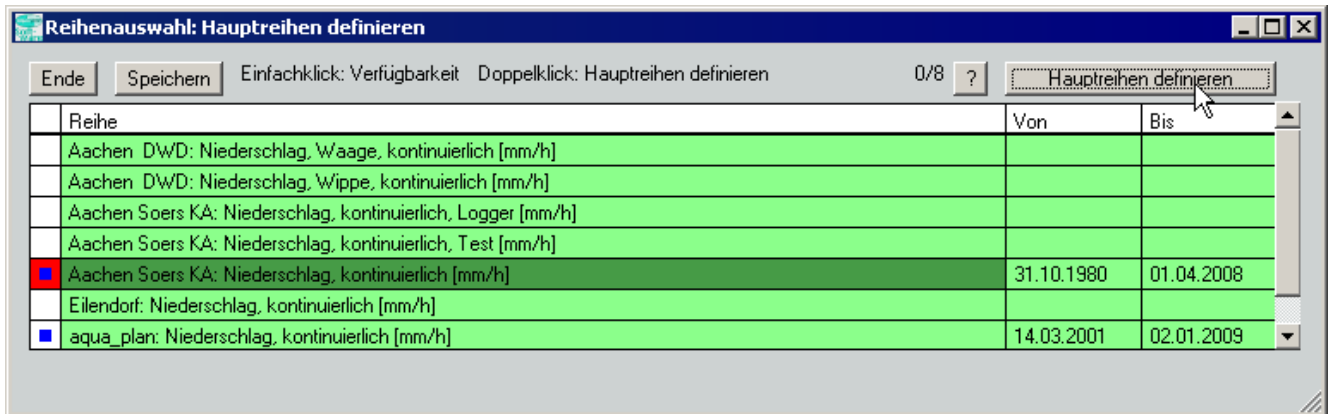 Reihenauswahl: Hauptreihen definieren
Ende Speichern Einfachklick: Verfügbarkeit Doppelklick: Hauptreihen definieren 0/8 ? Hauptreihen definieren
Reihe Von Bis
Aachen  DWD: Niederschlag, Waage, kontinuierlich [mm/h]
Aachen  DWD: Niederschlag, Wippe, kontinuierlich [mm/h]
Aachen Soers KA: Niederschlag, kontinuierlich, Logger [mm/h]
Aachen Soers KA: Niederschlag, kontinuierlich, Test [mm/h]
Aachen Soers KA: Niederschlag, kontinuierlich [mm/h] 31.10.1980 01.04.2008
Eilendorf: Niederschlag, kontinuierlich [mm/h]
aqua_plan: Niederschlag, kontinuierlich [mm/h] 14.03.2001 02.01.2009